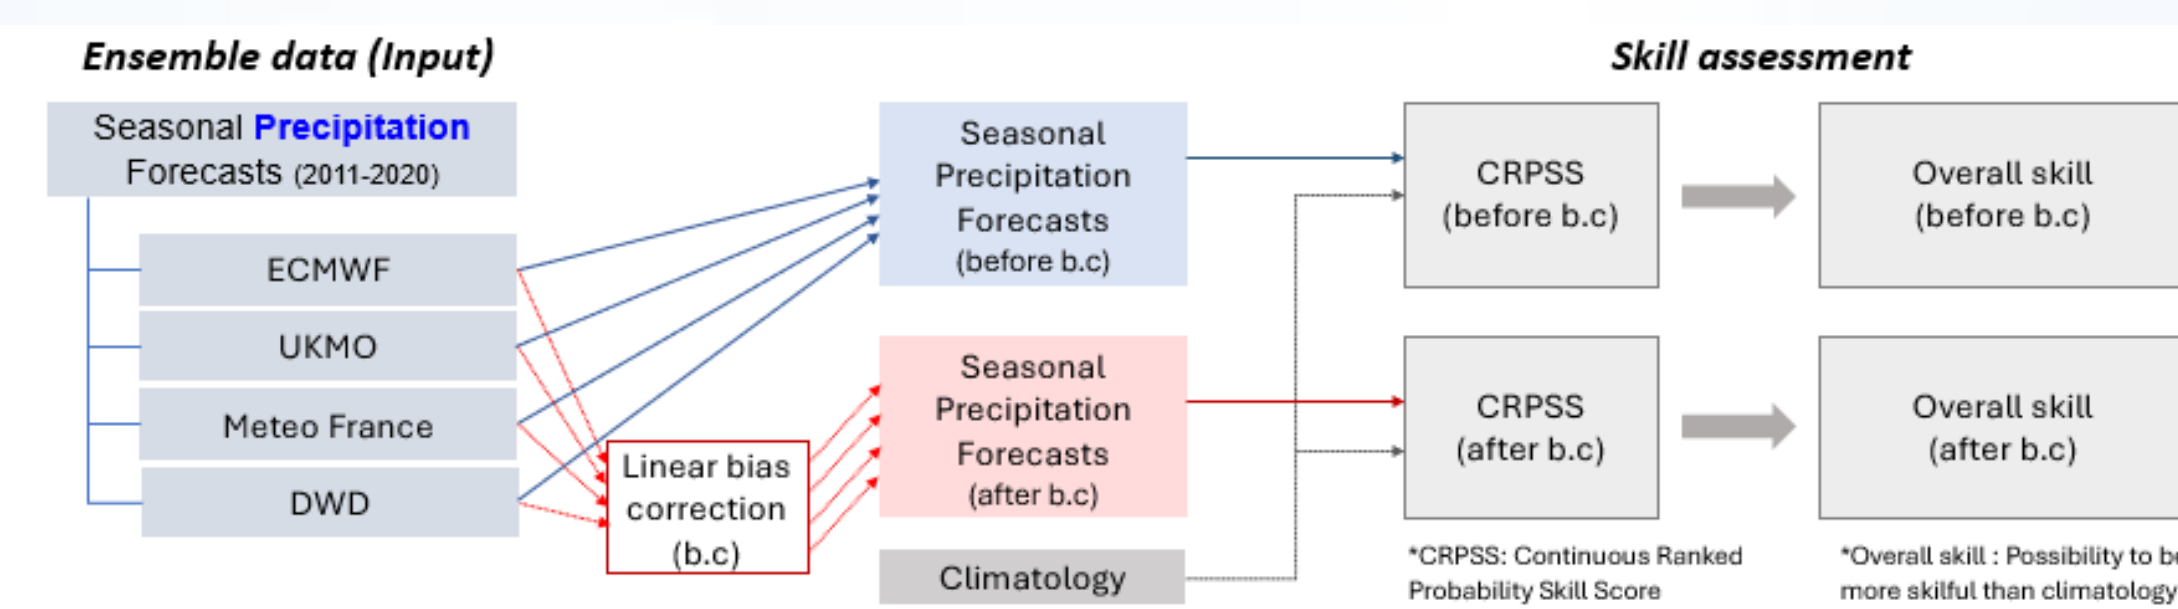 Ensemble data (Input)
Skill assessment
Seasonal Precipitation
Forecasts (2011-2020)
ECMWF
UKMO
Meteo France
DWD
Linear bias
correction
(b.c)
Seasonal
Precipitation
Forecasts
(before b.c)
Seasonal
Precipitation
Forecasts
(after b.c)
Climatology
CRPSS
(before b.c)
Overall skill
(before b.c)
CRPSS
(after b.c)
Overall skill
(after b.c)
*CRPSS: Continuous Ranked
Probability Skill Score
*Overall skill : Possibility to
more skilful than climatology